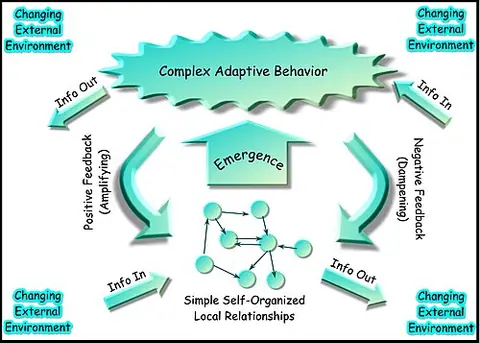 Changing
External
Environment
Changing
External
Environment
Complex Adaptive Behavior
Info Out
Info In
Emergence
Positive Feedback
(Amplifying)
Negative Feedback
(Dampening)
Info In
Info Out
Simple Self-Organized
Local Relationships
Changing
External
Environment
Changing
External
Environment